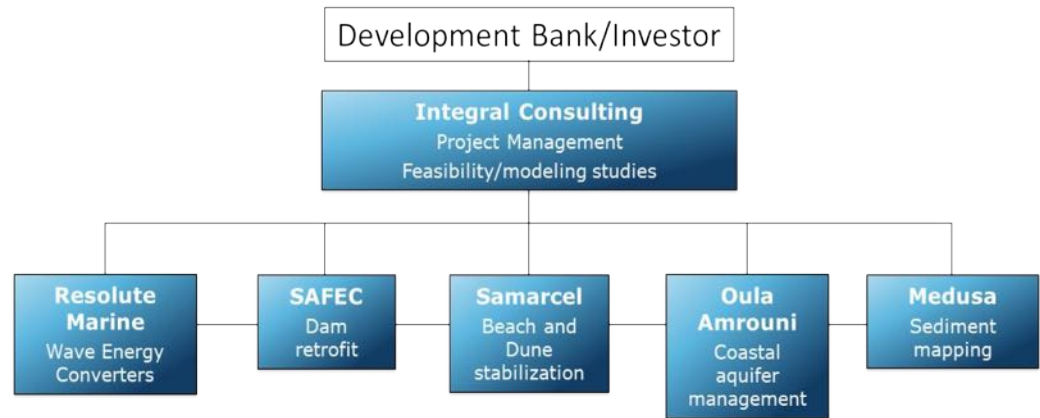 Development Bank/Investor
Integral Consulting
Project Management
Feasibility/modeling studies
Resolute
Marine
Wave Energy
Converters
SAFEC
Dam
retrofit
Samarcel
Beach and
Dune
stabilization
Oula
Amrouni
Coastal
aquifer
management
Medusa
Sediment
mapping